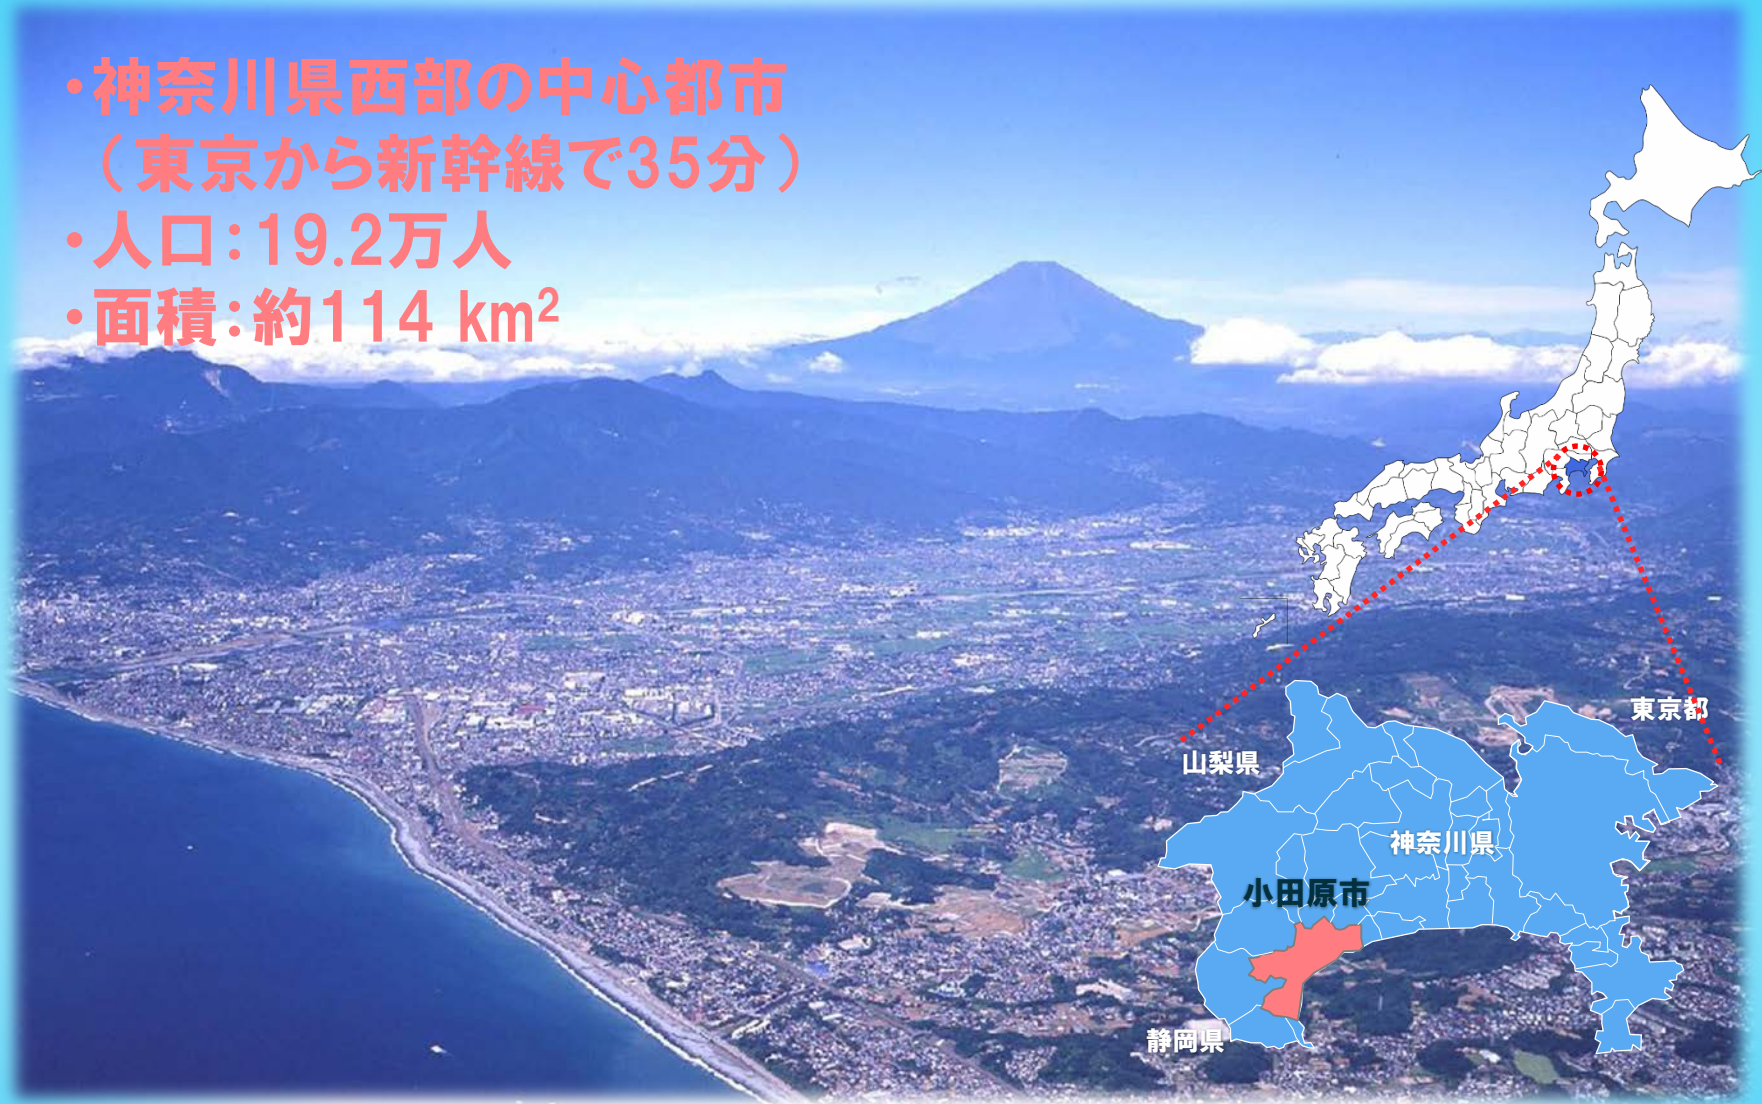 ・神奈川県西部の中心都市
（東京から新幹線で35分）
・人口：19.2万人
・面積：約114 km²
東京都
山梨県
神奈川県
小田原市
静岡県